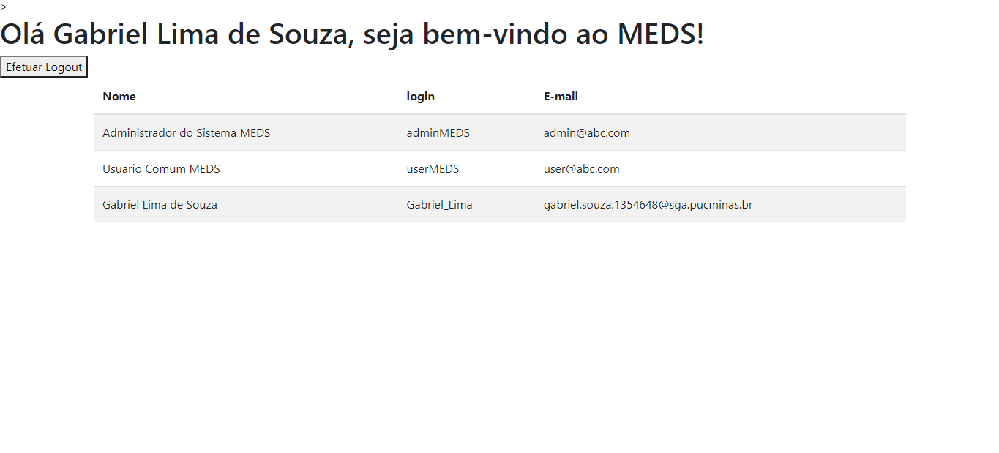 >
Olá Gabriel Lima de Souza, seja bem-vindo ao MEDS!
Efetuar Logout
Nome login E-mail
Administrador do Sistema MEDS adminMEDS admin@abc.com
Usuario Comum MEDS userMEDS user@abc.com
Gabriel Lima de Souza Gabriel_Lima gabriel.souza.1354648@sga.pucminas.br